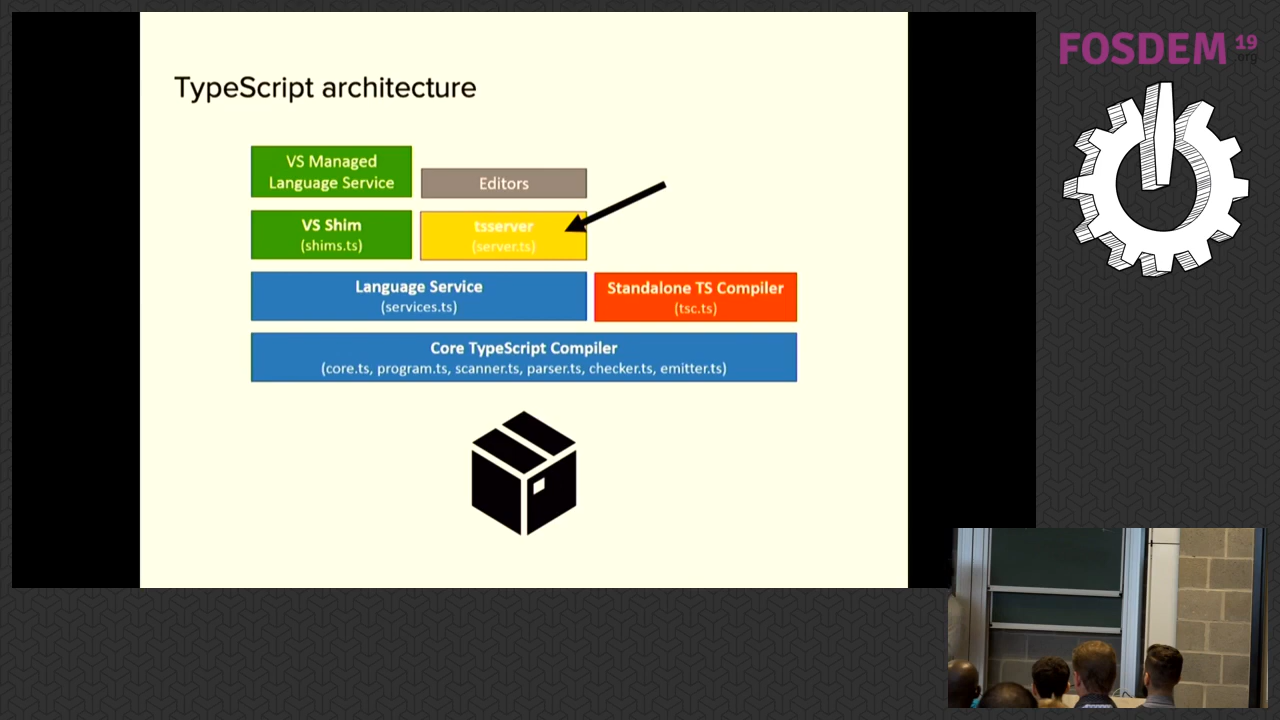 FOSDEM 19
.org
TypeScript architecture
VS Managed
Language Service
Editors
VS Shim
(shims.ts)
tsserver
(server.ts)
Language Service
(services.ts)
Standalone TS Compiler
(tsc.ts)
Core TypeScript Compiler
(core.ts, program.ts, scanner.ts, parser.ts, checker.ts, emitter.ts)